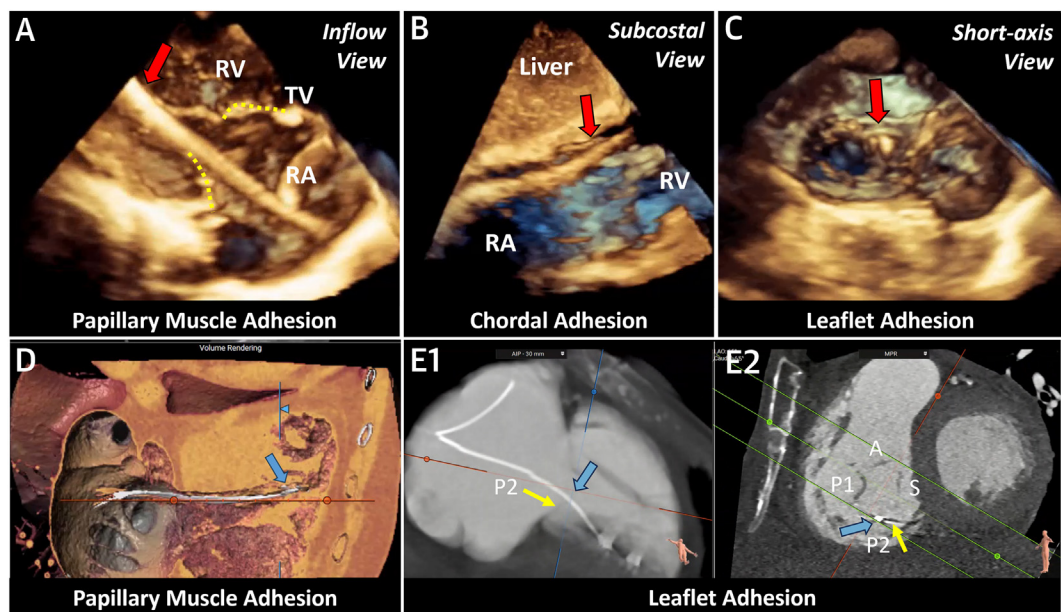 A
Inflow
View
RV
TV
RA
Papillary Muscle Adhesion
B
Subcostal
View
Liver
RV
RA
Chordal Adhesion
C
Short-axis
View
Leaflet Adhesion
D
Volume Rendering
Papillary Muscle Adhesion
E1
AIP - 30 mm
P2
E2
MPR
A
P1
S
P2
Leaflet Adhesion